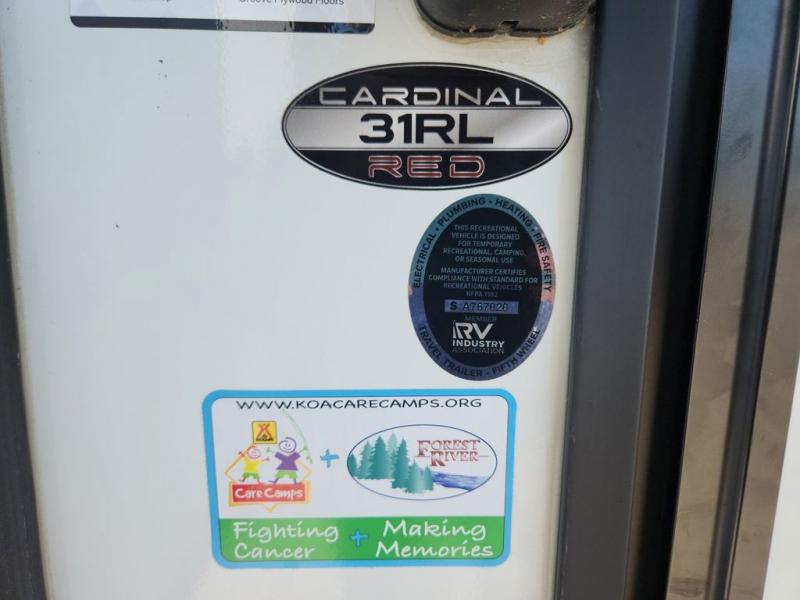 Groove Plywood Floors
CARDINAL
31RL
RED
ELECTRICAL • PLUMBING • HEATING • FIRE SAFETY
THIS RECREATIONAL
VEHICLE IS DESIGNED
FOR TEMPORARY
RECREATIONAL, CAMPING,
OR SEASONAL USE
MANUFACTURER CERTIFIES
COMPLIANCE WITH STANDARD FOR
RECREATIONAL VEHICLES
NFPA 1192
S A767020
MEMBER
RV
INDUSTRY
ASSOCIATION
TRAVEL TRAILER - FIFTH WHEEL
WWW.KOACARECAMPS.ORG
Care Camps
+
FOREST
RIVER
Fighting
Cancer
+
Making
Memories